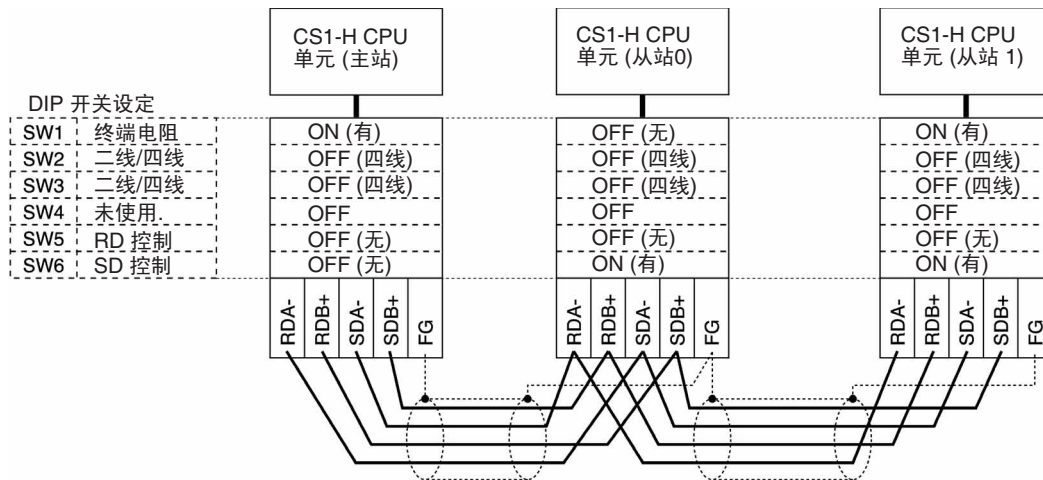 CS1-H CPU
单元 (主站)
CS1-H CPU
单元 (从站0)
CS1-H CPU
单元 (从站 1)
DIP 开关设定
SW1 终端电阻 ON (有) OFF (无) ON (有)
SW2 二线/四线 OFF (四线) OFF (四线) OFF (四线)
SW3 二线/四线 OFF (四线) OFF (四线) OFF (四线)
SW4 未使用. OFF OFF OFF
SW5 RD 控制 OFF (无) OFF (无) OFF (无)
SW6 SD 控制 OFF (无) ON (有) ON (有)
RDA- RDB+ SDA- SDB+ FG RDA- RDB+ SDA- SDB+ FG RDA- RDB+ SDA- SDB+ FG